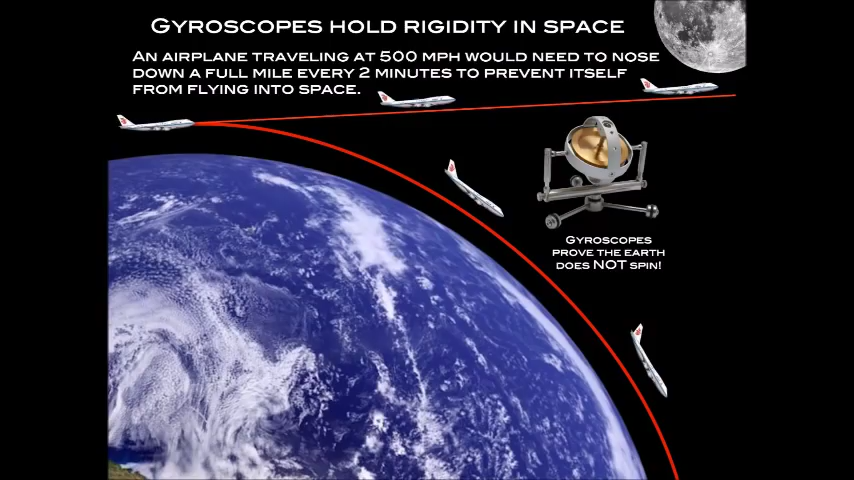 Gyroscopes hold rigidity in space
An airplane traveling at 500 mph would need to nose
down a full mile every 2 minutes to prevent itself
from flying into space.
Gyroscopes
prove the earth
does NOT spin!